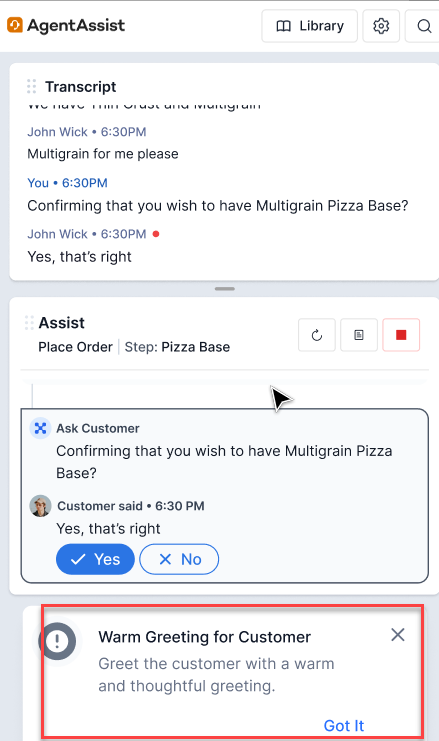 AgentAssist
Library
Transcript
We have Thin Crust and Multigrain
John Wick • 6:30PM
Multigrain for me please
You • 6:30PM
Confirming that you wish to have Multigrain Pizza Base?
John Wick • 6:30PM
Yes, that's right
Assist
Place Order | Step: Pizza Base
Ask Customer
Confirming that you wish to have Multigrain Pizza
Base?
Customer said • 6:30 PM
Yes, that's right
Yes
No
Warm Greeting for Customer
Greet the customer with a warm
and thoughtful greeting.
Got It